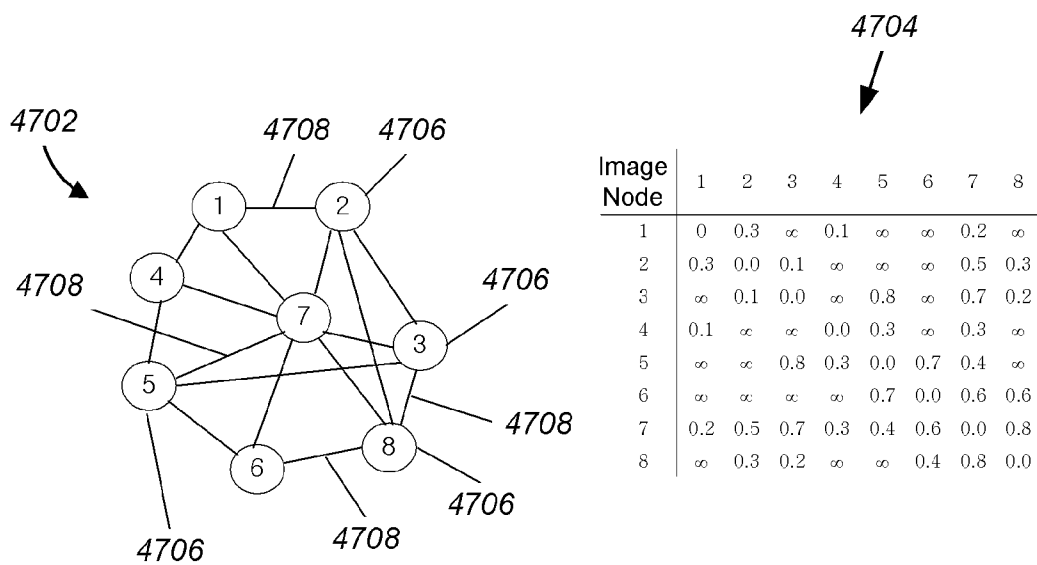 4704
4702
4708 4706
1 2
4
4708
7
4706
3
5
4708
6 8
4706
4706 4708
Image Node 1 2 3 4 5 6 7 8
1 0 0.3 ∞ 0.1 ∞ ∞ 0.2 ∞
2 0.3 0.0 0.1 ∞ ∞ ∞ 0.5 0.3
3 ∞ 0.1 0.0 ∞ 0.8 ∞ 0.7 0.2
4 0.1 ∞ ∞ 0.0 0.3 ∞ 0.3 ∞
5 ∞ ∞ 0.8 0.3 0.0 0.7 0.4 ∞
6 ∞ ∞ ∞ ∞ 0.7 0.0 0.6 0.6
7 0.2 0.5 0.7 0.3 0.4 0.6 0.0 0.8
8 ∞ 0.3 0.2 ∞ ∞ 0.4 0.8 0.0